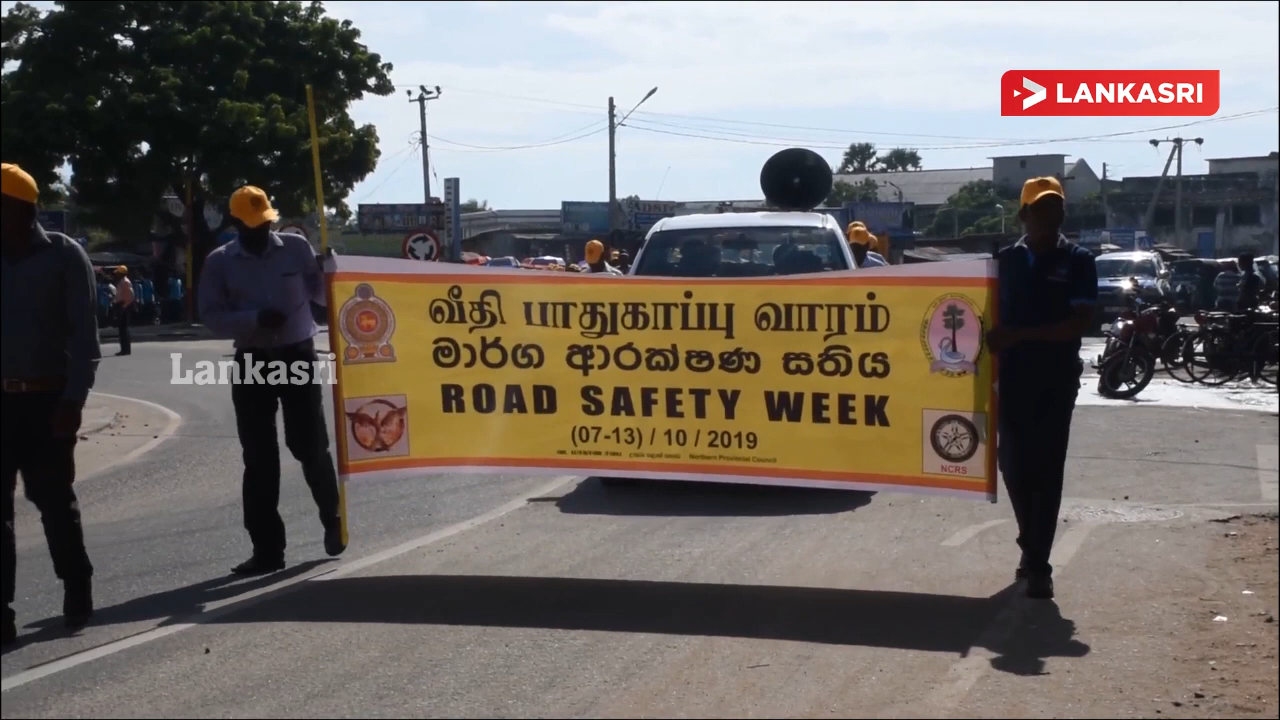 LANKASRI
வீதி பாதுகாப்பு வாரம்
මාර්ග ආරක්ෂණ සතිය
ROAD SAFETY WEEK
(07-13) / 10 / 2019
Northern Provincial Council
NCRS
Lankasri